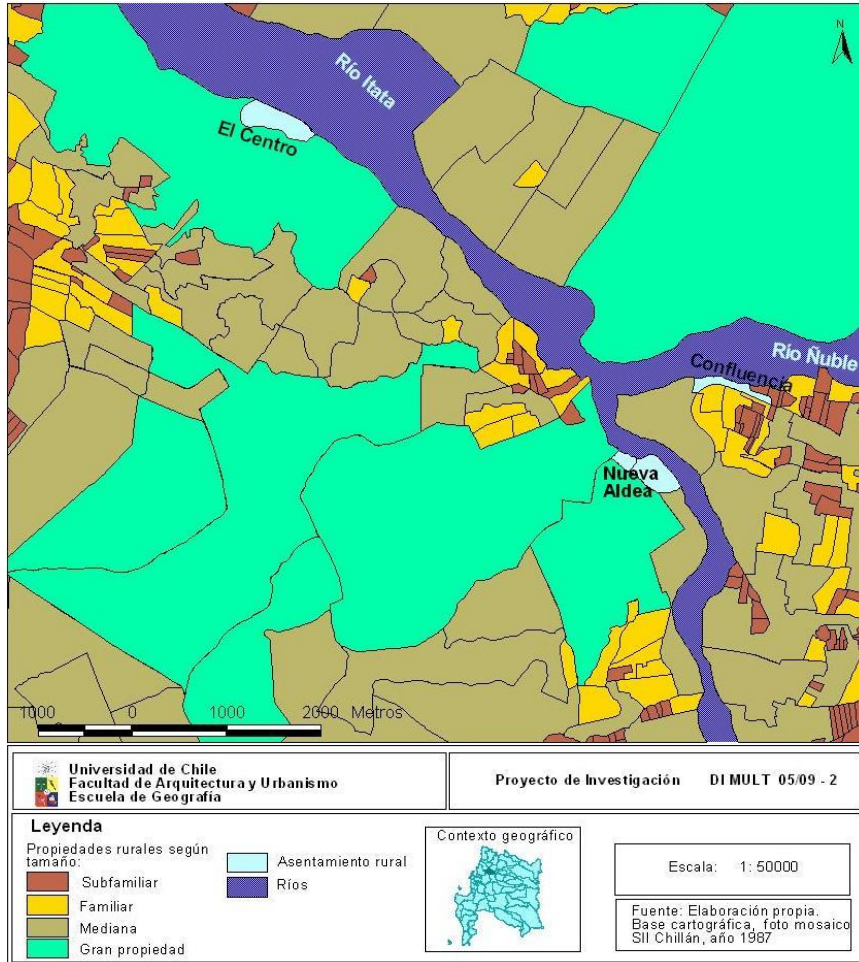 N
Río Itata
El Centro
Río Ñuble
Confluencia
Nueva
Aldea
1000 0 1000 2000 Metros
Universidad de Chile
Facultad de Arquitectura y Urbanismo
Escuela de Geografía
Proyecto de Investigación DI MULT 05/09 - 2
Leyenda
Propiedades rurales según
tamaño:
Subfamiliar
Familiar
Mediana
Gran propiedad
Asentamiento rural
Ríos
Contexto geográfico
Escala: 1: 50000
Fuente: Elaboración propia.
Base cartográfica, foto mosaico
SII Chillán, año 1987